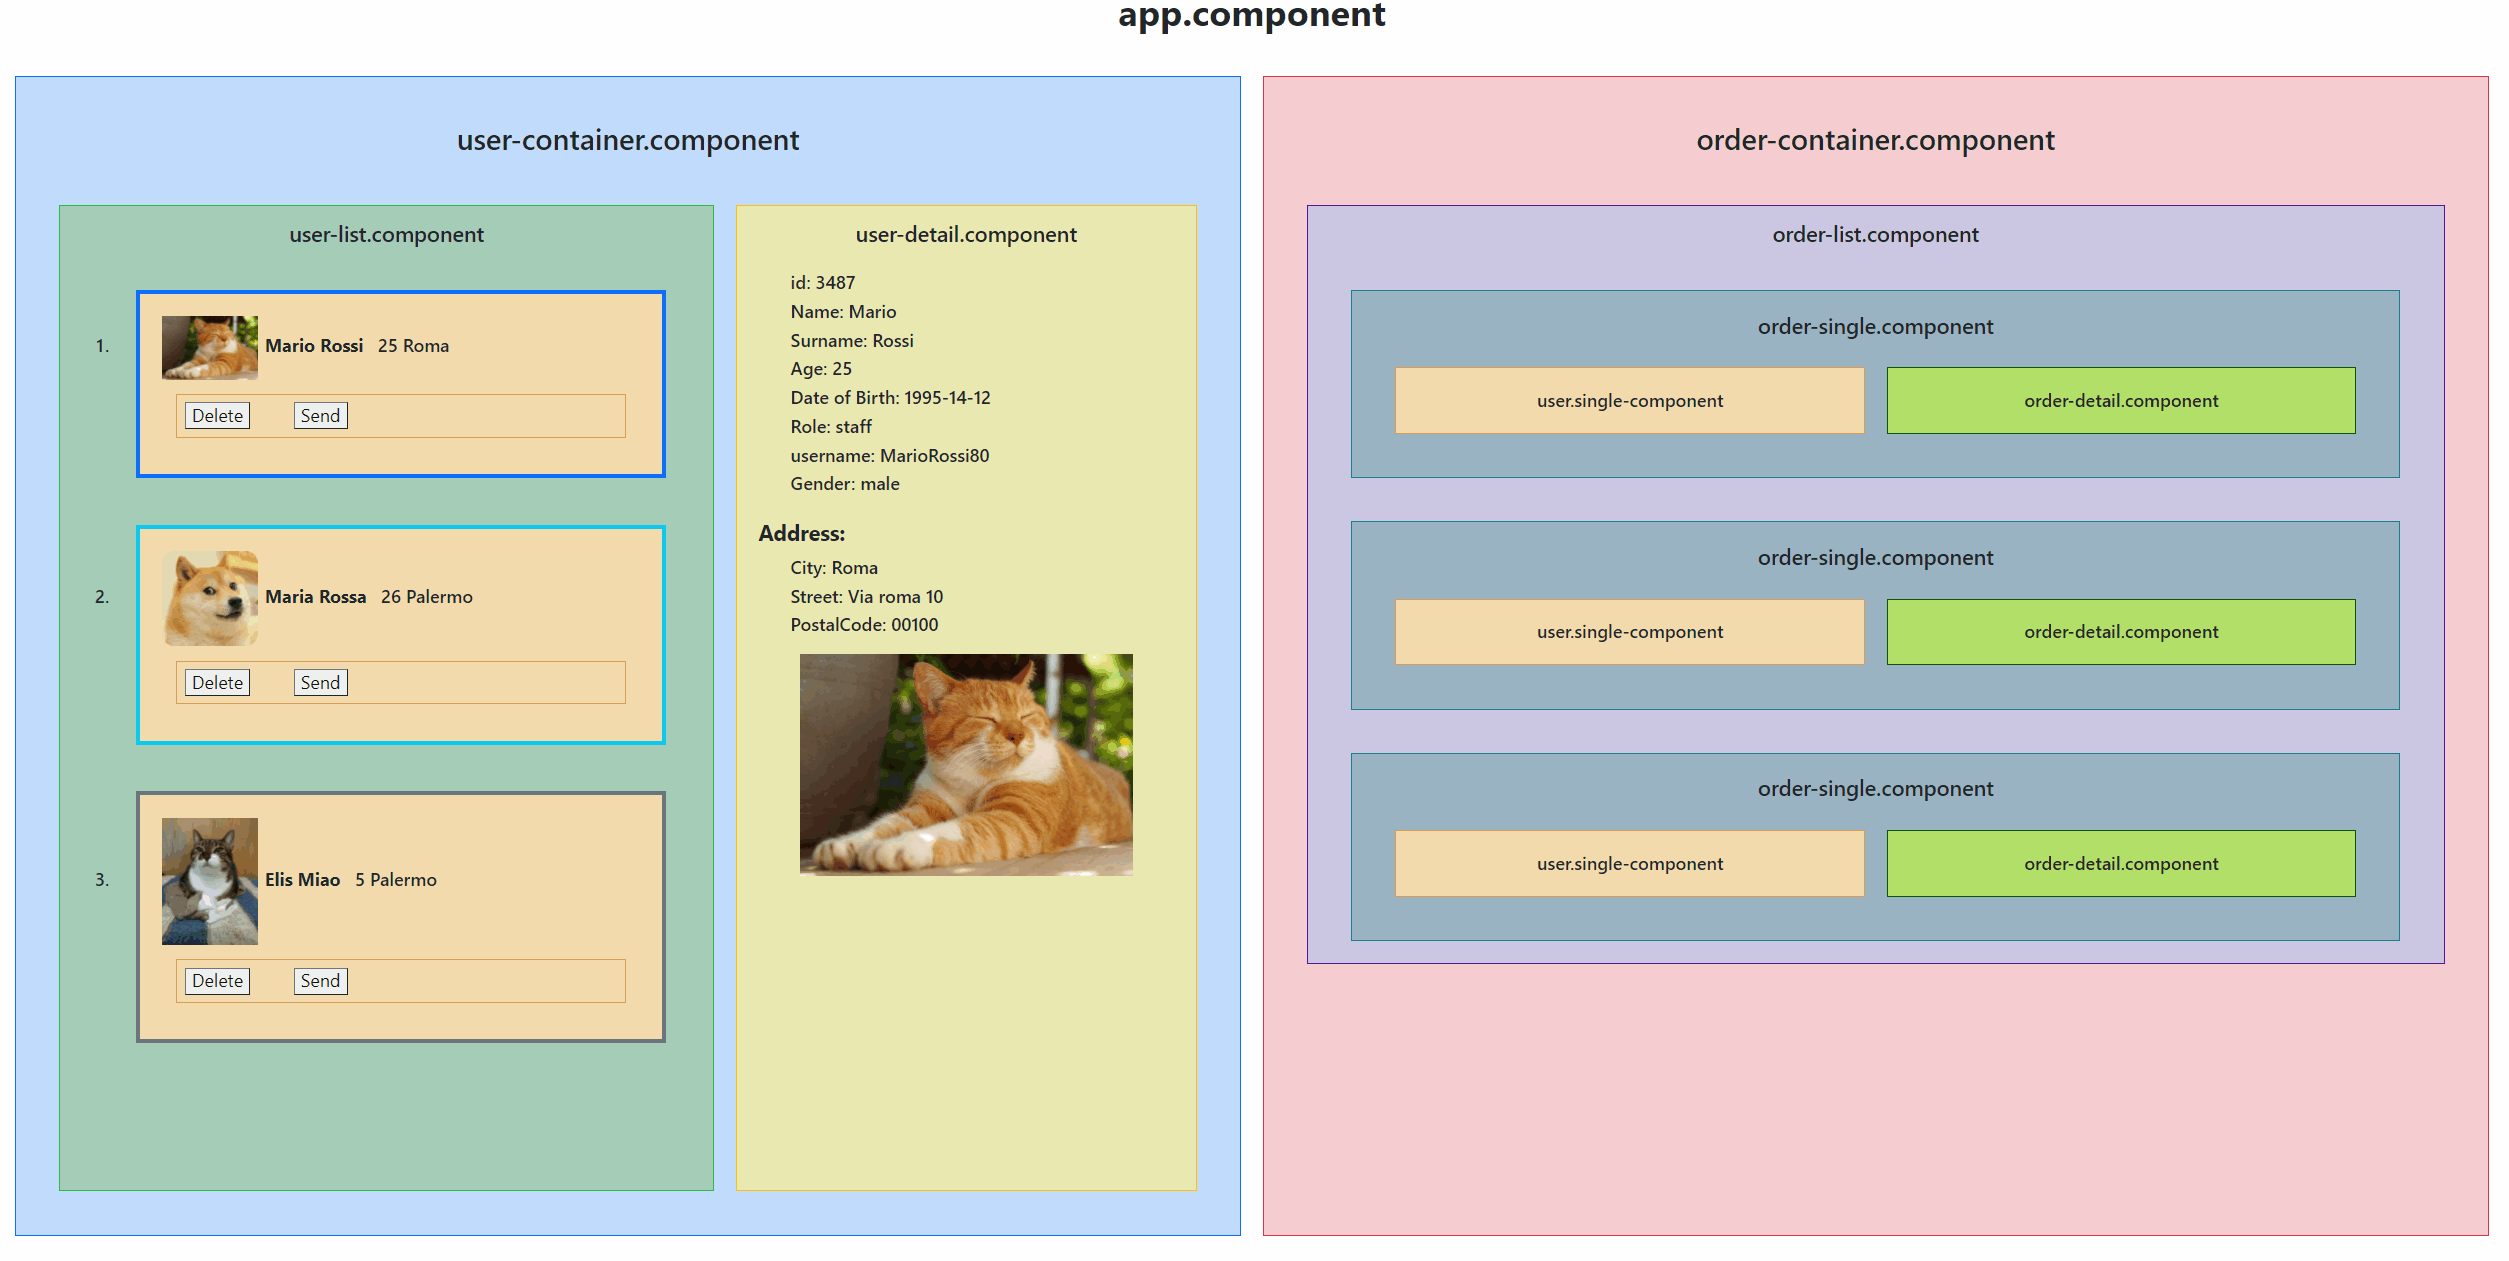 app.component
user-container.component
user-list.component
1.
Mario Rossi 25 Roma
Delete Send
2.
Maria Rossa 26 Palermo
Delete Send
3.
Elis Miao 5 Palermo
Delete Send
user-detail.component
id: 3487
Name: Mario
Surname: Rossi
Age: 25
Date of Birth: 1995-14-12
Role: staff
username: MarioRossi80
Gender: male
Address:
City: Roma
Street: Via roma 10
PostalCode: 00100
order-container.component
order-list.component
order-single.component
user.single-component
order-detail.component
order-single.component
user.single-component
order-detail.component
order-single.component
user.single-component
order-detail.component